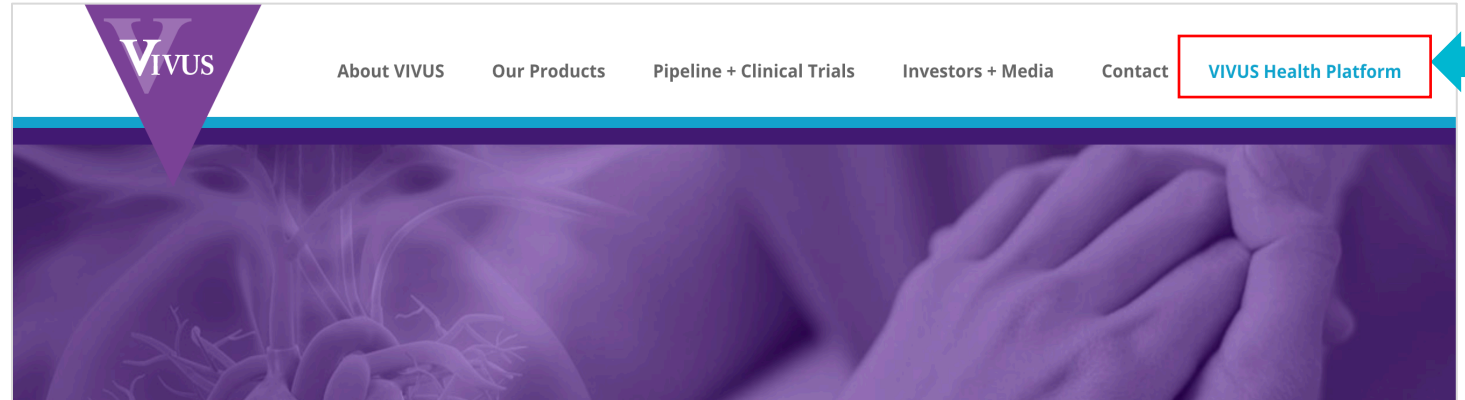 VIVUS
About VIVUS Our Products Pipeline + Clinical Trials Investors + Media Contact VIVUS Health Platform